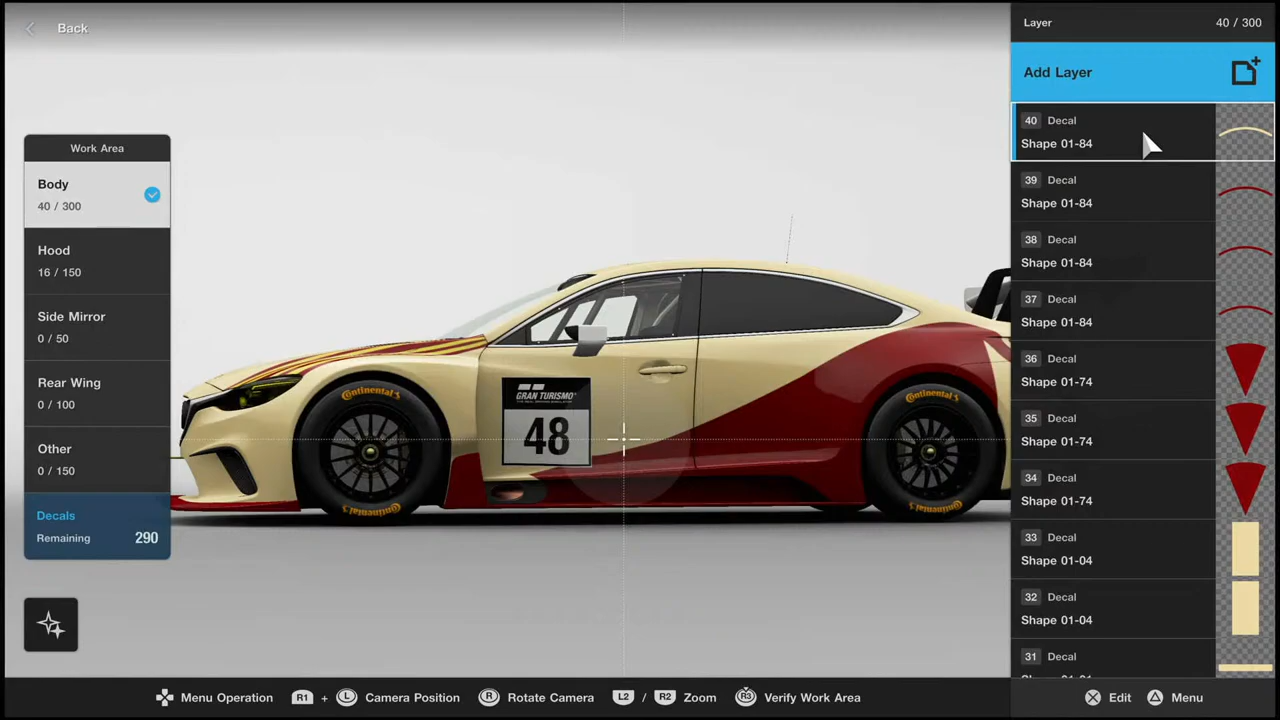 Back
Layer 40 / 300
Add Layer
40 Decal
Shape 01-84
39 Decal
Shape 01-84
38 Decal
Shape 01-84
37 Decal
Shape 01-84
36 Decal
Shape 01-74
35 Decal
Shape 01-74
34 Decal
Shape 01-74
33 Decal
Shape 01-04
32 Decal
Shape 01-04
31 Decal
Work Area
Body
40 / 300
Hood
16 / 150
Side Mirror
0 / 50
Rear Wing
0 / 100
Other
0 / 150
Decals
Remaining 290
GRAN TURISMO
48
Continental
Continental
Continental
Continental
Menu Operation R1 + L Camera Position R Rotate Camera L2 / R2 Zoom R3 Verify Work Area
Edit Menu